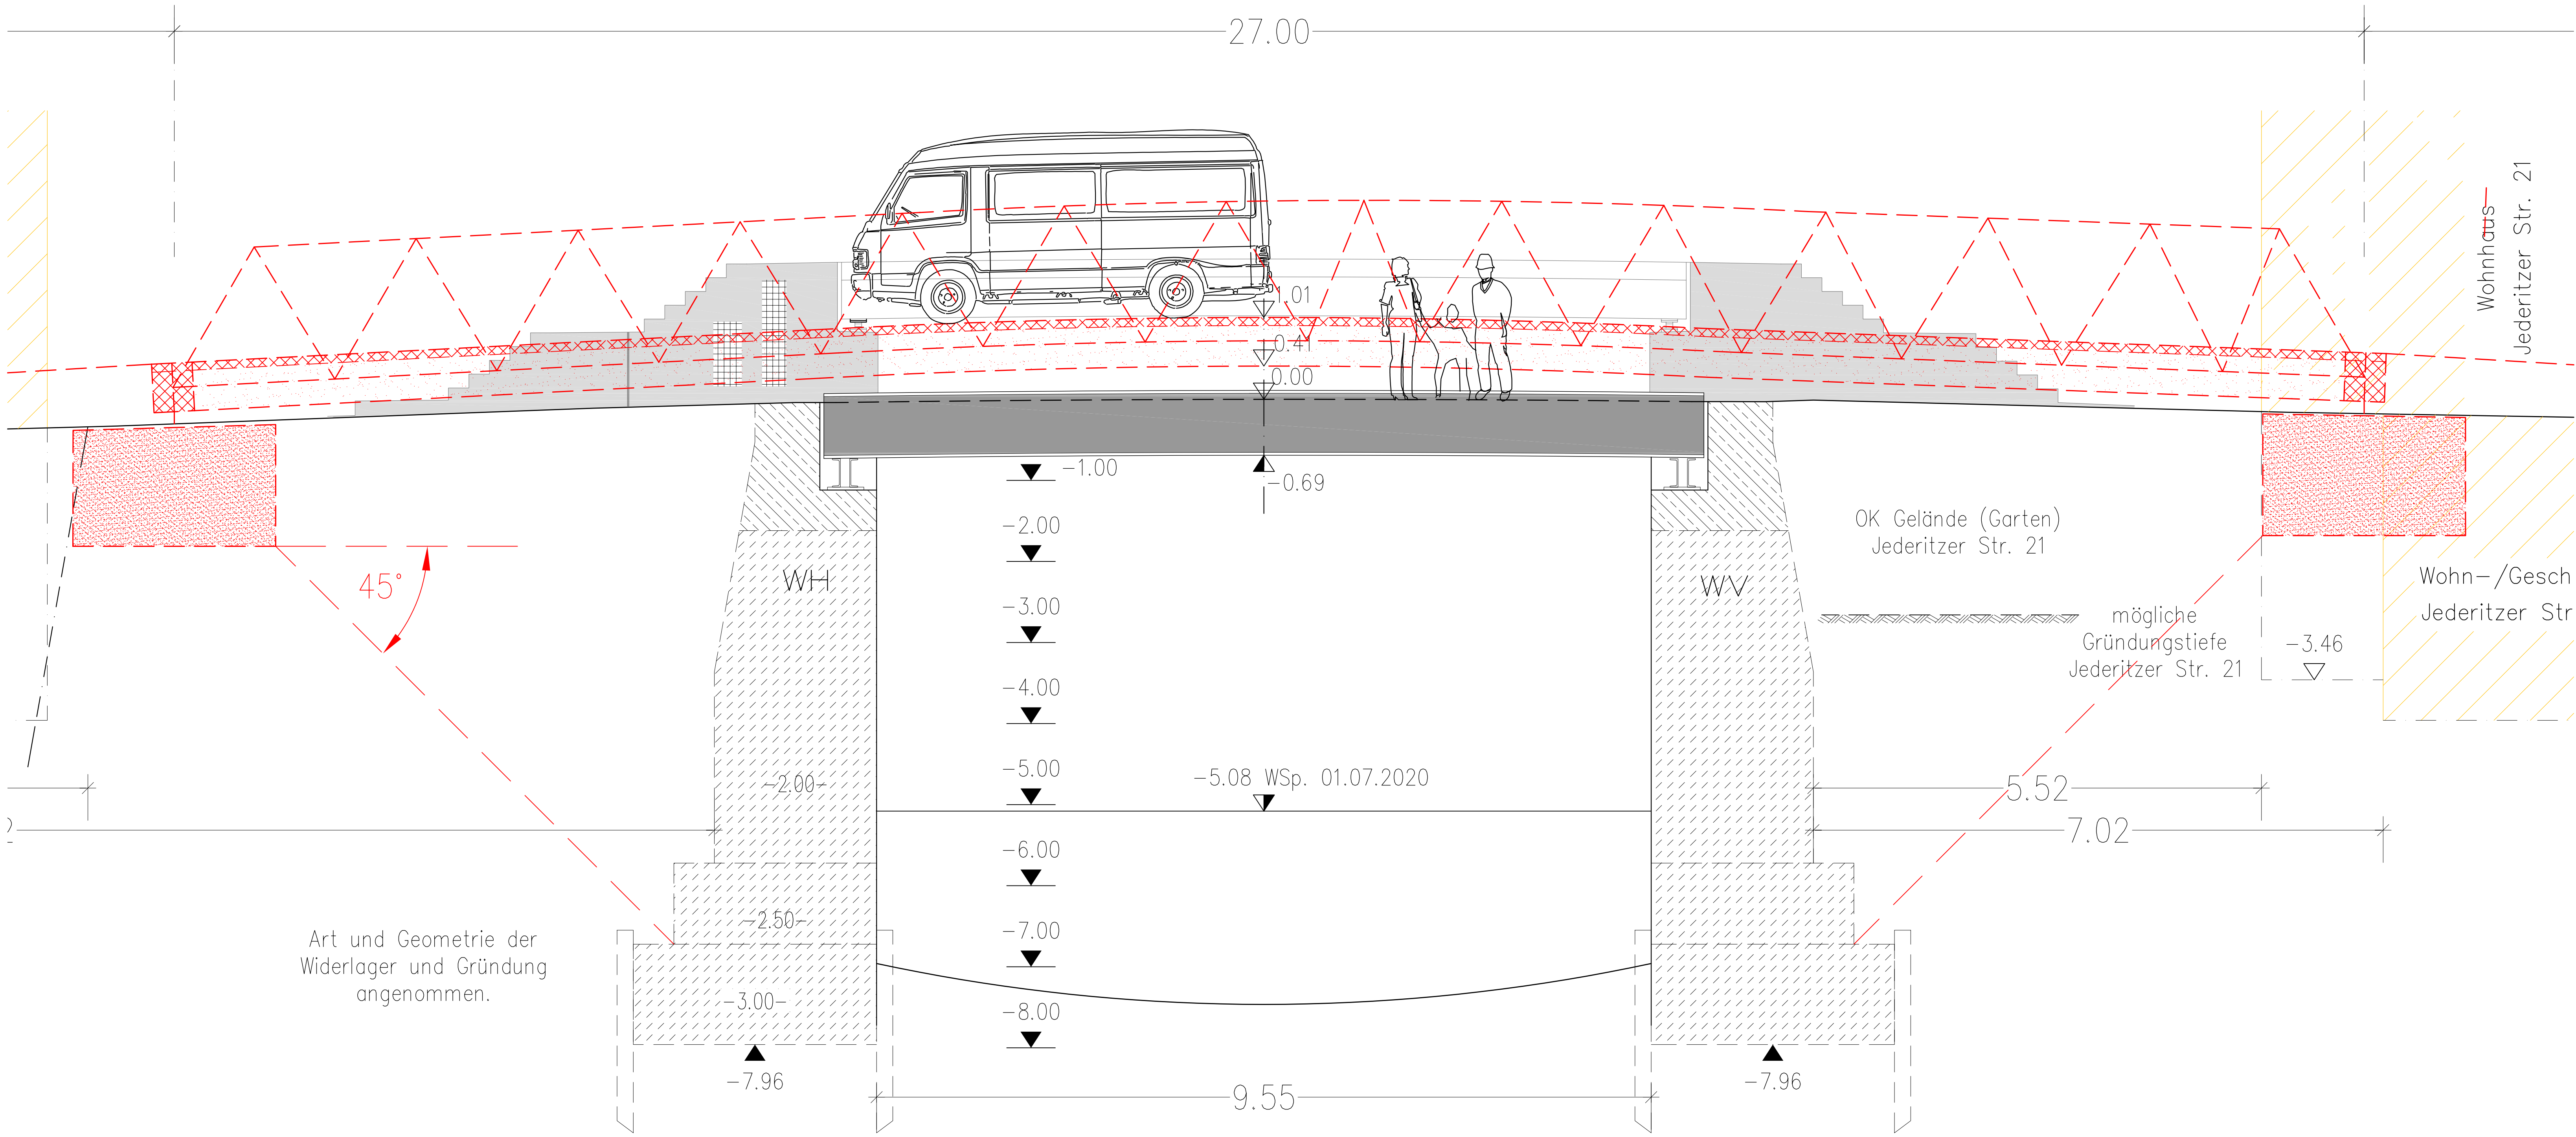 27.00
Wohnhaus
Jederitzer Str. 21
1.01
0.41
0.00
-1.00
-0.69
-2.00
OK Gelände (Garten)
Jederitzer Str. 21
45°
WH
WV
Wohn-/Gesch
Jederitzer Str
-3.00
mögliche
Gründungstiefe
Jederitzer Str. 21
-3.46
-4.00
-5.00
-5.08 WSp. 01.07.2020
-2.00-
5.52
7.02
-6.00
-2.50-
-7.00
Art und Geometrie der
Widerlager und Gründung
angenommen.
-3.00-
-8.00
-7.96
-7.96
9.55